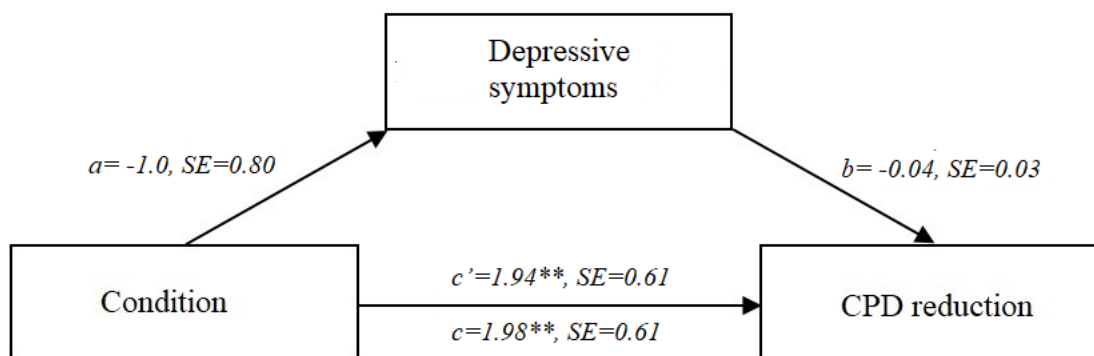 Depressive
symptoms
a= -1.0, SE=0.80
b= -0.04, SE=0.03
Condition
c’=1.94**, SE=0.61
c=1.98**, SE=0.61
CPD reduction